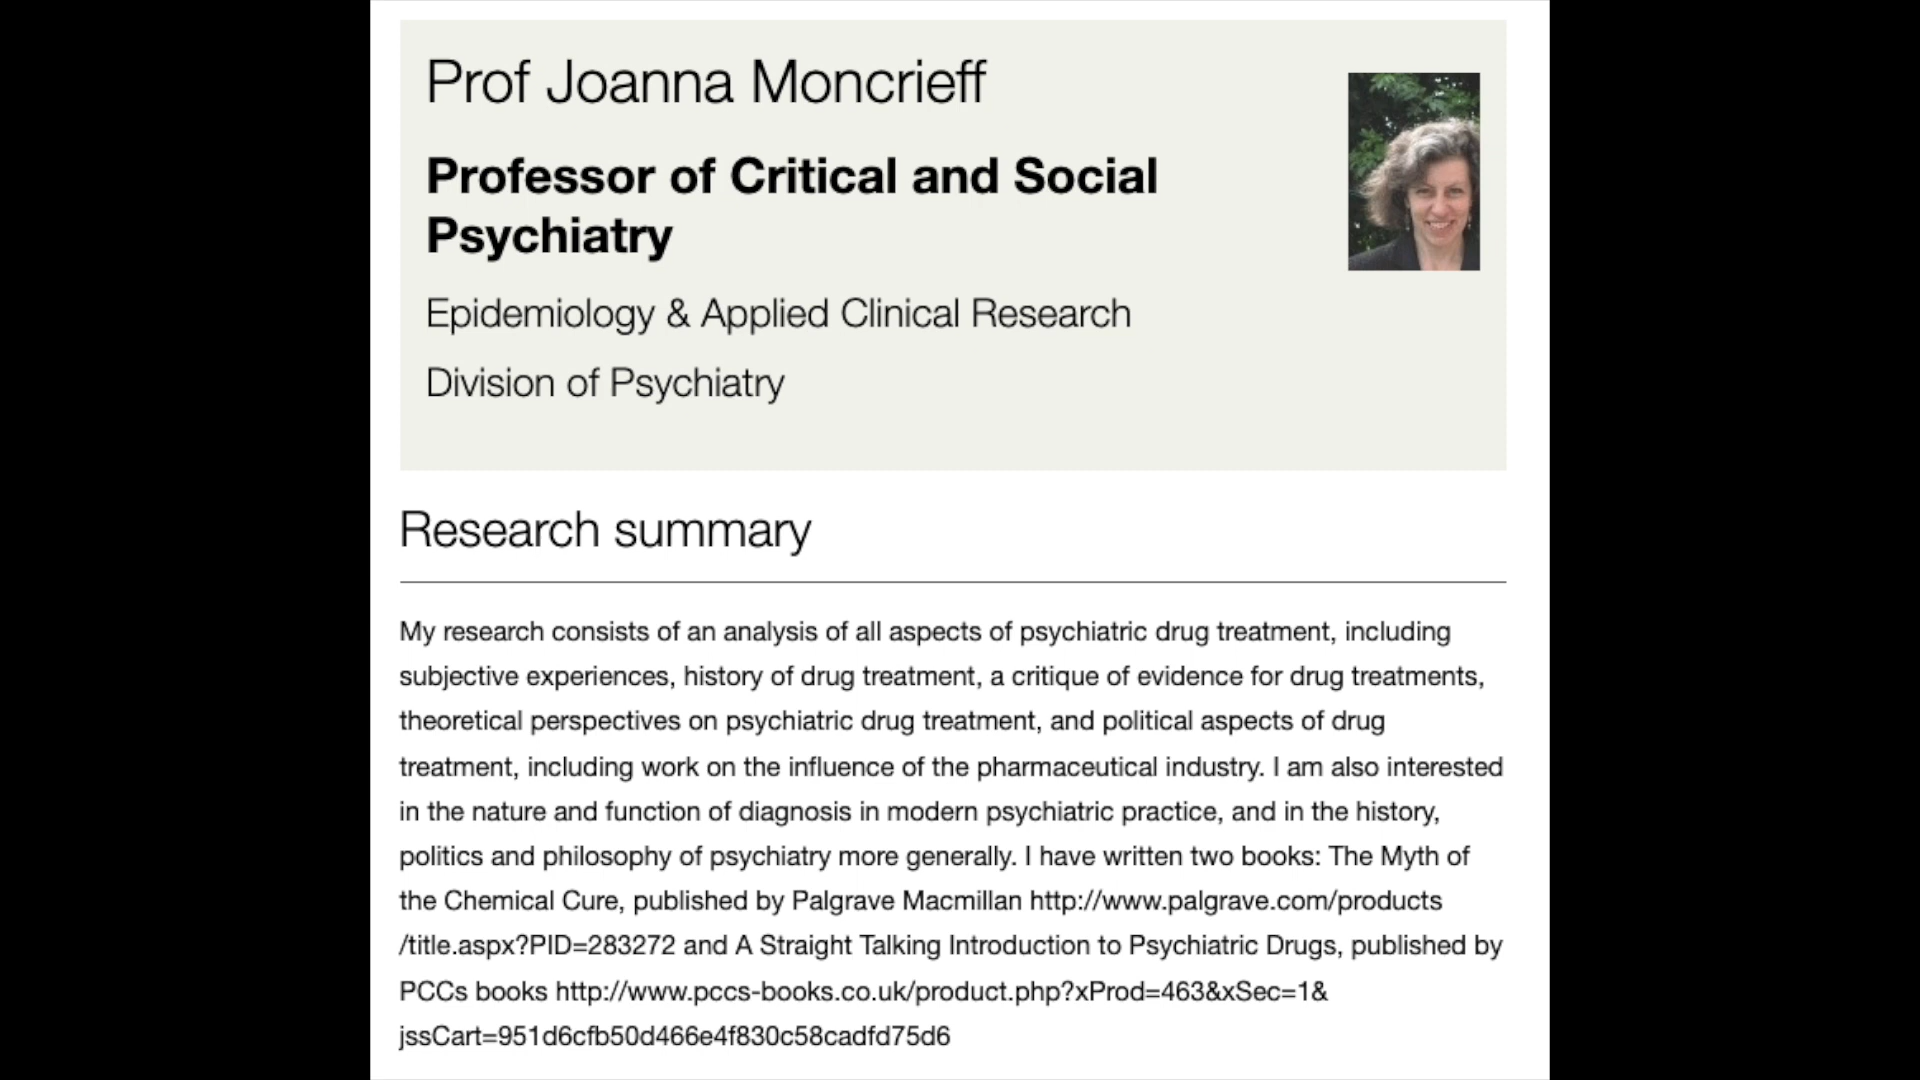 Prof Joanna Moncrieff
Professor of Critical and Social
Psychiatry
Epidemiology & Applied Clinical Research
Division of Psychiatry
Research summary
My research consists of an analysis of all aspects of psychiatric drug treatment, including
subjective experiences, history of drug treatment, a critique of evidence for drug treatments,
theoretical perspectives on psychiatric drug treatment, and political aspects of drug
treatment, including work on the influence of the pharmaceutical industry. I am also interested
in the nature and function of diagnosis in modern psychiatric practice, and in the history,
politics and philosophy of psychiatry more generally. I have written two books: The Myth of
the Chemical Cure, published by Palgrave Macmillan http://www.palgrave.com/products
/title.aspx?PID=283272 and A Straight Talking Introduction to Psychiatric Drugs, published by
PCCs books http://www.pccs-books.co.uk/product.php?xProd=463&xSec=1&
jssCart=951d6cfb50d466e4f830c58cadfd75d6